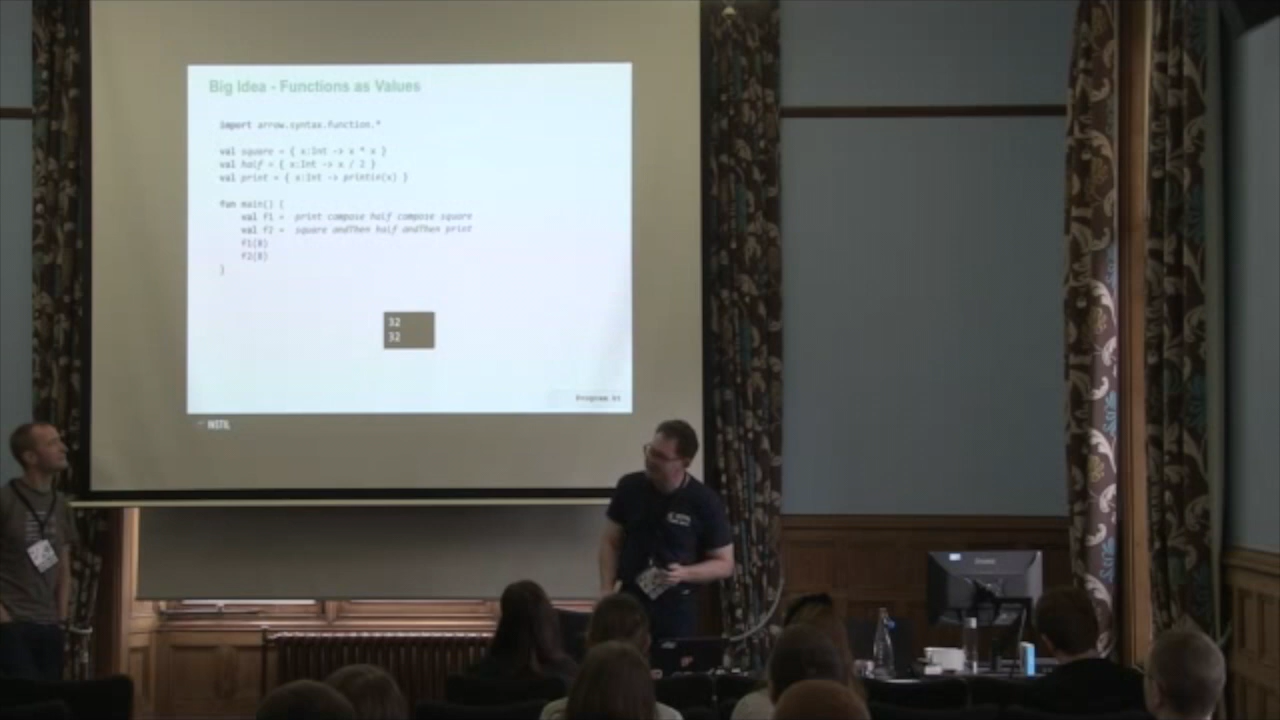 Big Idea - Functions as Values
import arrow.syntax.function.*
val square = { x:Int -> x * x }
val half = { x:Int -> x / 2 }
val print = { x:Int -> println(x) }
fun main() {
val f1 = print compose half compose square
val f2 = square andThen half andThen print
f1(8)
f2(8)
}
32
32
Program
INSTIL